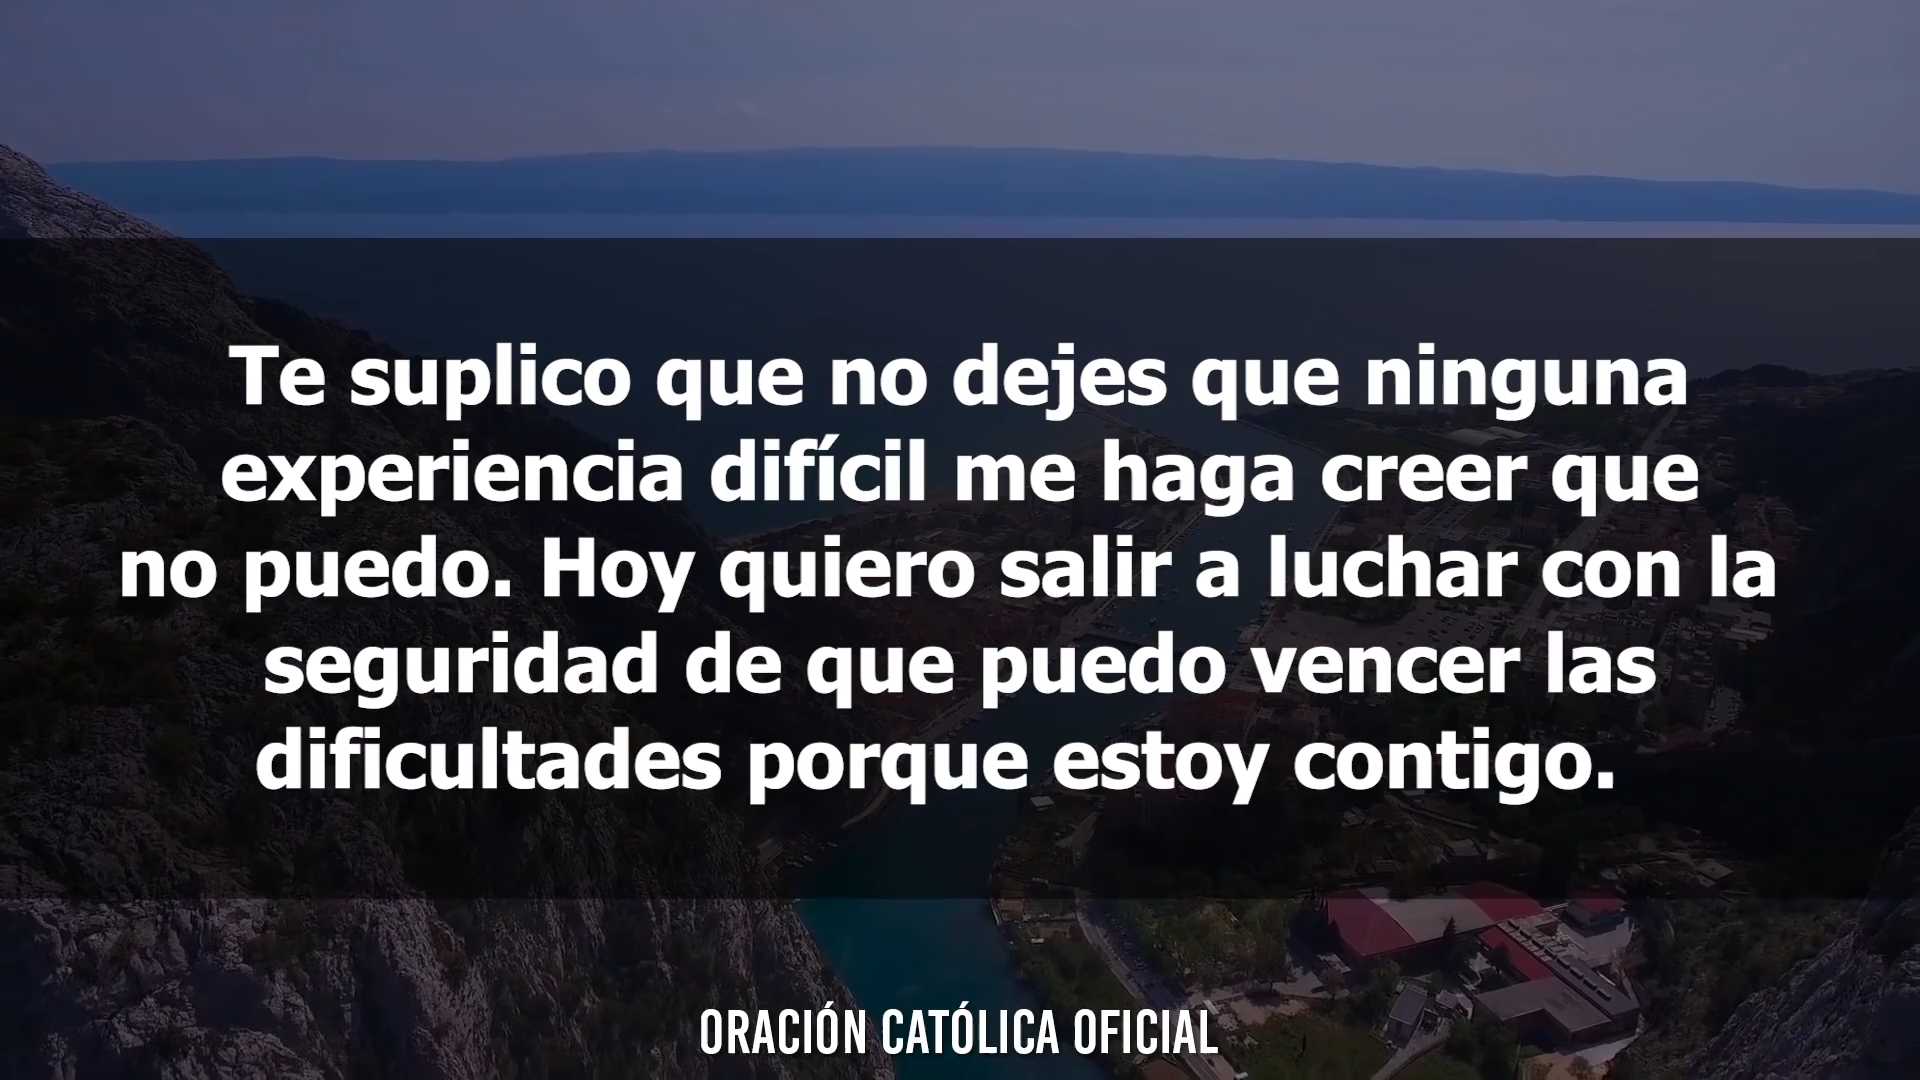 Te suplico que no dejes que ninguna
experiencia difícil me haga creer que
no puedo. Hoy quiero salir a luchar con la
seguridad de que puedo vencer las
dificultades porque estoy contigo.
ORACIÓN CATÓLICA OFICIAL